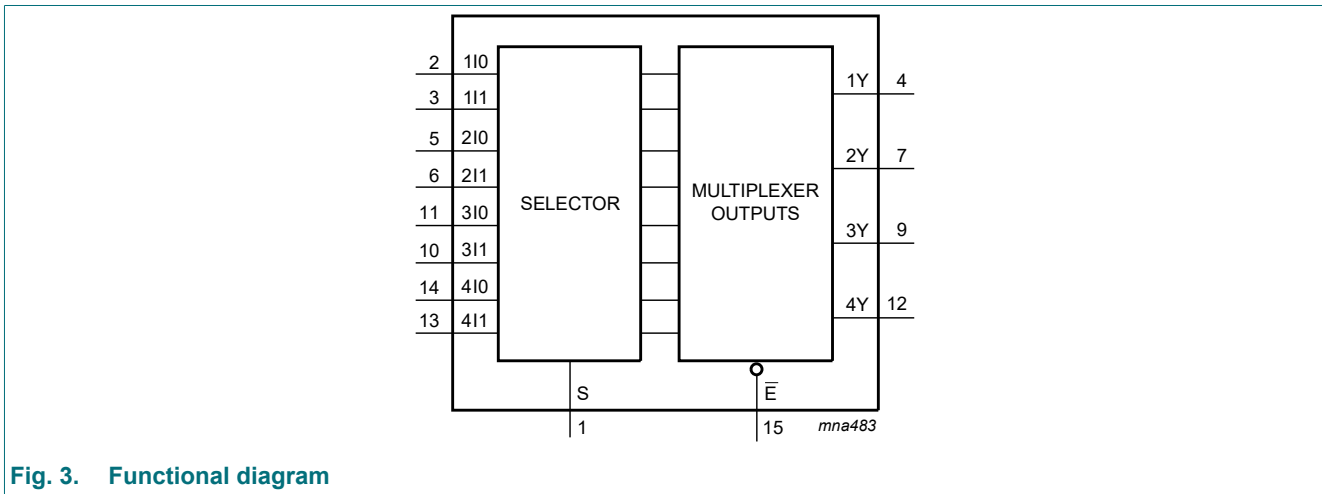 2 1I0
3 1I1
5 2I0
6 2I1
11 3I0
10 3I1
14 4I0
13 4I1
SELECTOR
MULTIPLEXER
OUTPUTS
1Y 4
2Y 7
3Y 9
4Y 12
S
1
E̅
15
mna483
Fig. 3. Functional diagram